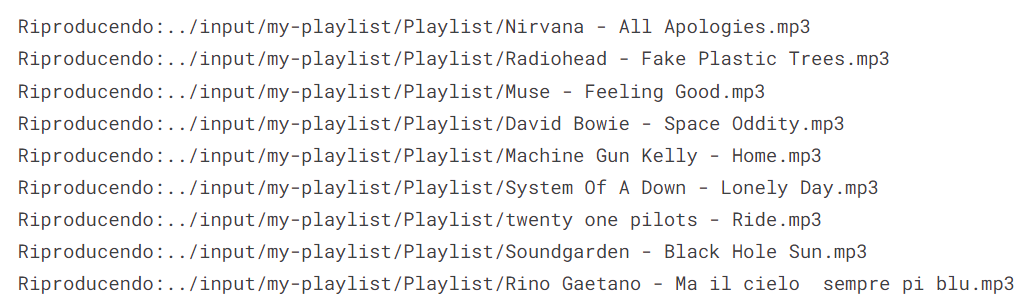 Riproducendo:../input/my-playlist/Playlist/Nirvana - All Apologies.mp3
Riproducendo:../input/my-playlist/Playlist/Radiohead - Fake Plastic Trees.mp3
Riproducendo:../input/my-playlist/Playlist/Muse - Feeling Good.mp3
Riproducendo:../input/my-playlist/Playlist/David Bowie - Space Oddity.mp3
Riproducendo:../input/my-playlist/Playlist/Machine Gun Kelly - Home.mp3
Riproducendo:../input/my-playlist/Playlist/System Of A Down - Lonely Day.mp3
Riproducendo:../input/my-playlist/Playlist/twenty one pilots - Ride.mp3
Riproducendo:../input/my-playlist/Playlist/Soundgarden - Black Hole Sun.mp3
Riproducendo:../input/my-playlist/Playlist/Rino Gaetano - Ma il cielo  sempre pi blu.mp3